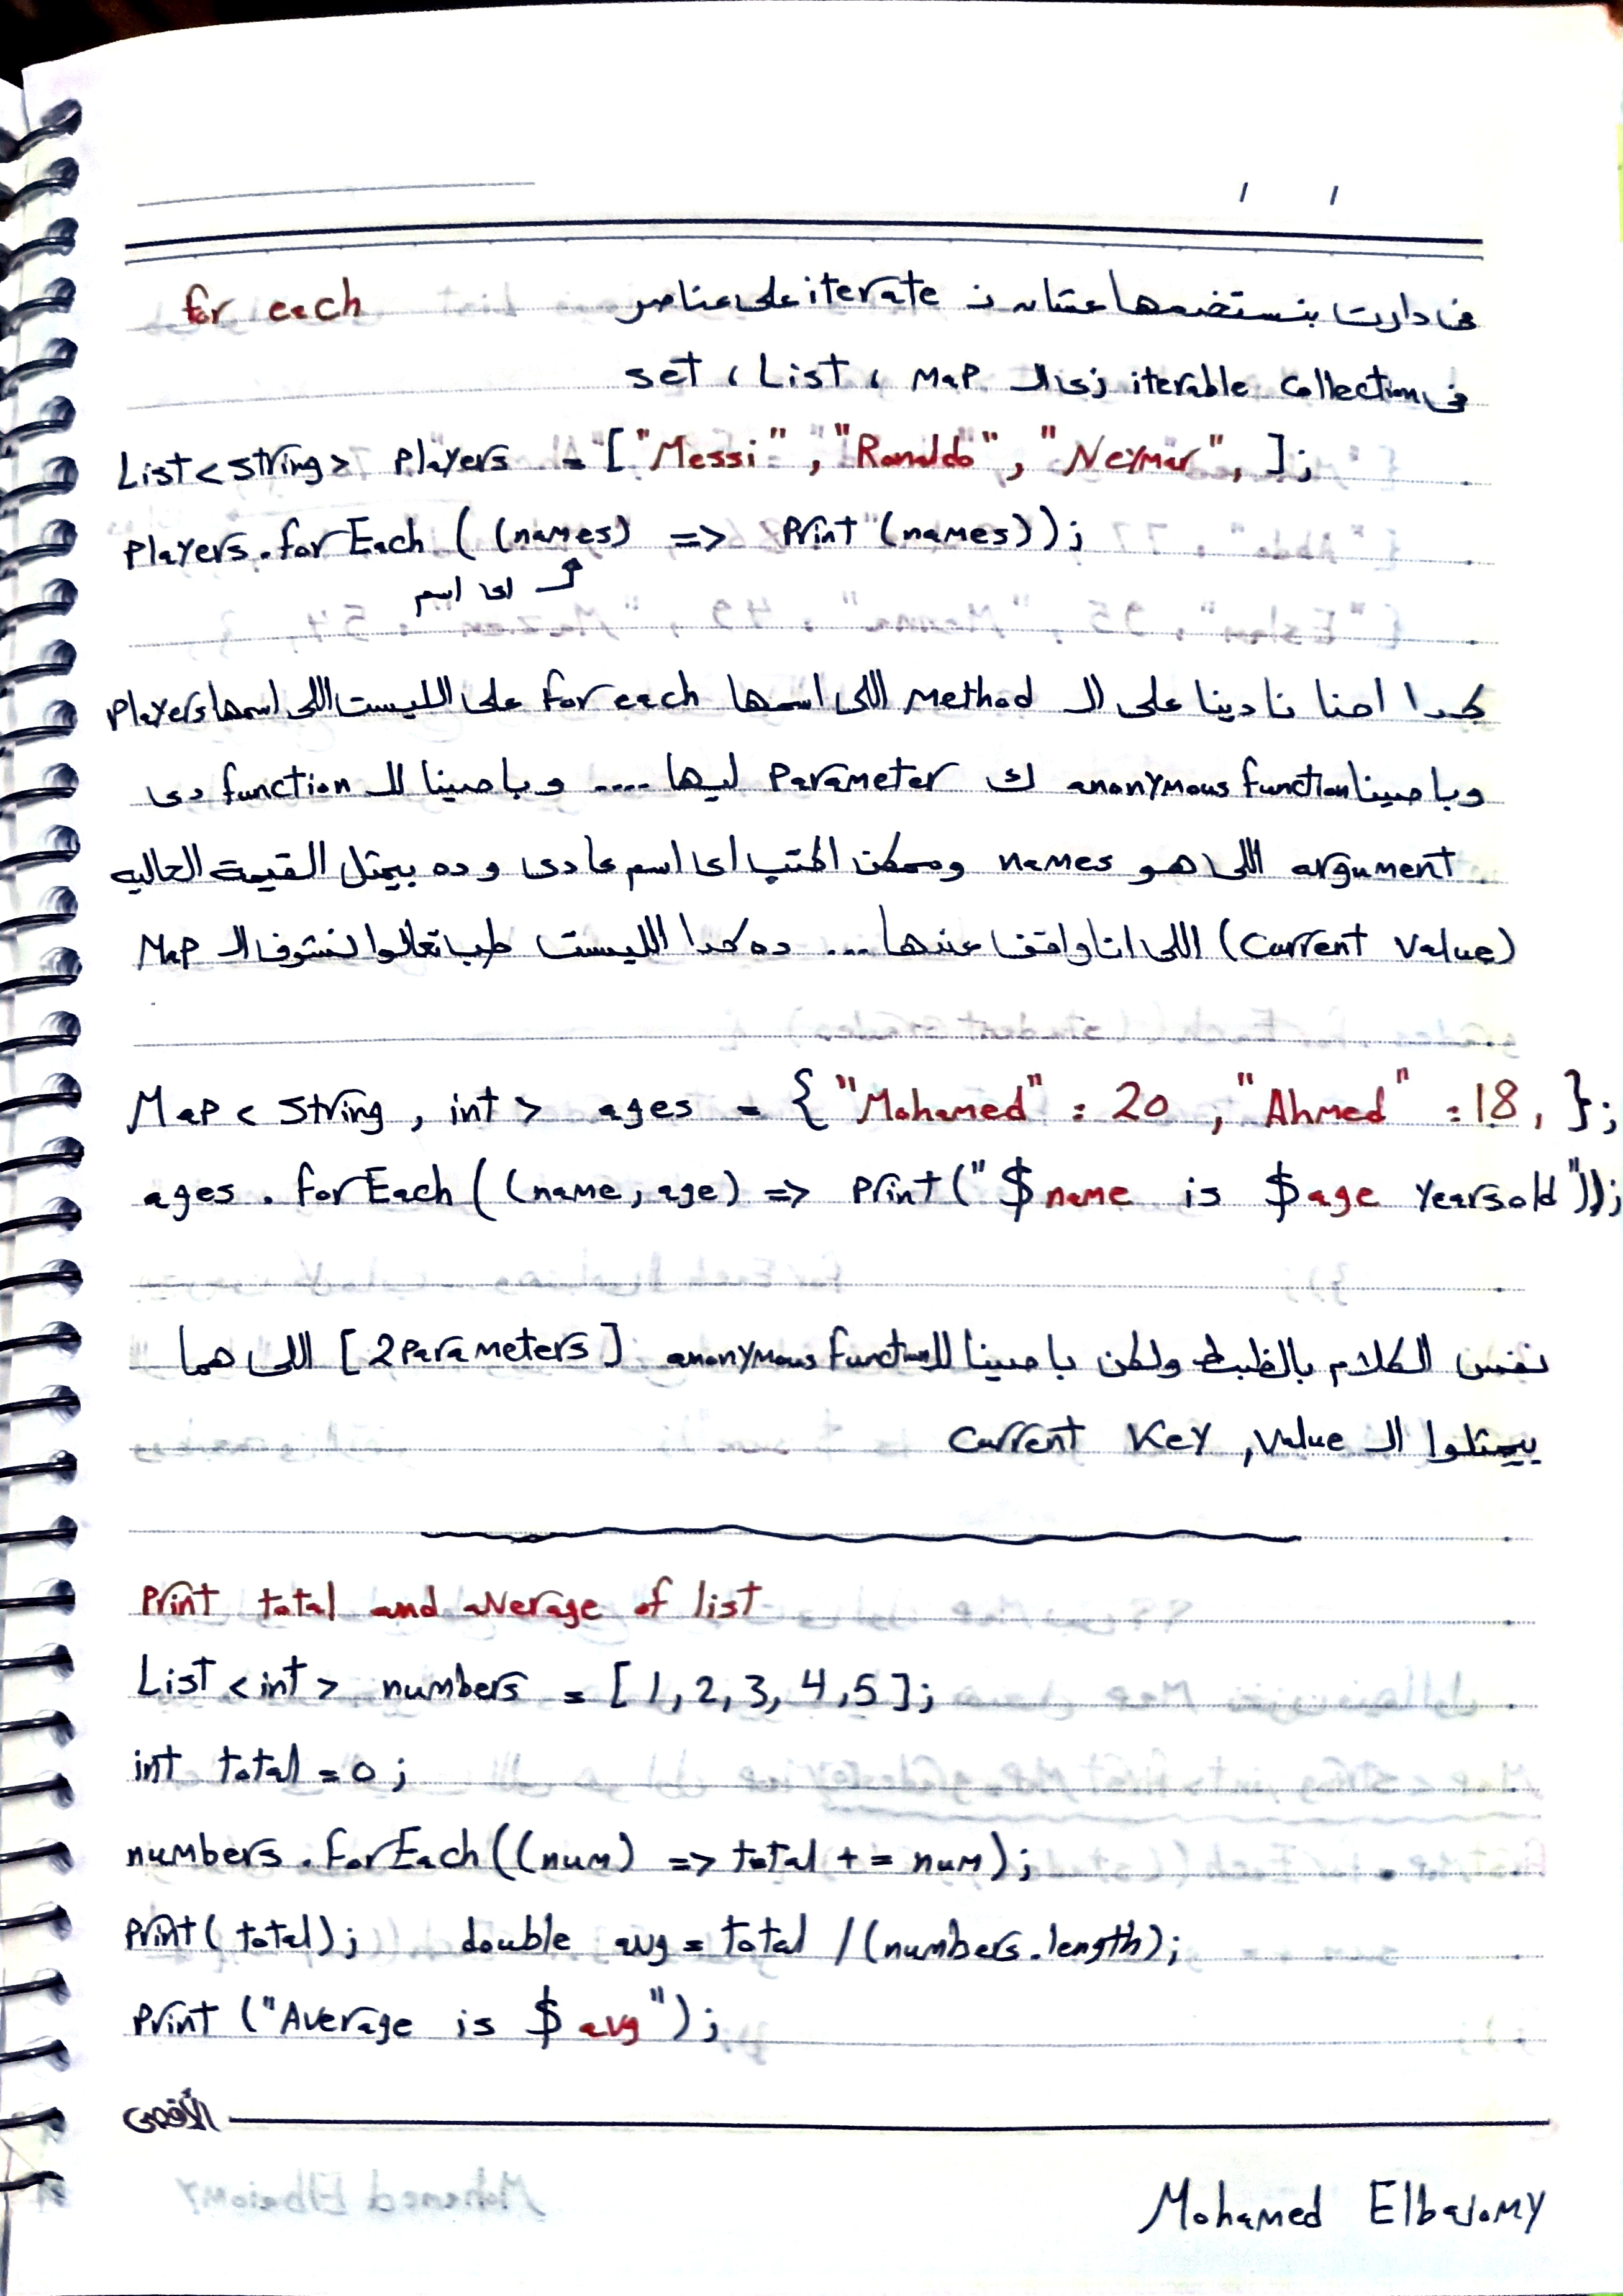 for each
فى دارت بنستخدمها عشان نـ iterate على عناصر
فى iterable collection زى الـ set , List , Map
List <string> players = ["Messi", "Ronaldo", "Neymar", ];
players.forEach ( (names) => print (names));
اى اسم
كدا احنا نادينا على الـ Method اللى اسمها for each على الليست اللى اسمها players
وباصينا anonymous function ك parameter ليها .... وباصينا للـ function دى
argument اللى هو names وممكن اكتب اى اسم عادى وده بيمثل القيمة الحاليه
(current value) اللى انا واقف عندها ... ده كدا الليست طب تعالوا نشوف الـ Map
Map < string , int > ages = { "Mohamed" : 20 , "Ahmed" : 18 , };
ages . forEach ( (name, age) => print (" $name is $age years old"));
نفس الكلام بالظبط ولكن باصينا للـ anonymous function [2 parameters] اللى هما
بيمثلوا الـ current Key, value
Print total and average of list
List <int> numbers = [ 1, 2, 3, 4, 5 ];
int total = 0 ;
numbers . forEach ( (num) => total += num ) ;
print ( total ) ; double avg = total / (numbers.length) ;
print ("Average is $ avg") ;
الأقصى
Mohamed Elbaiomy